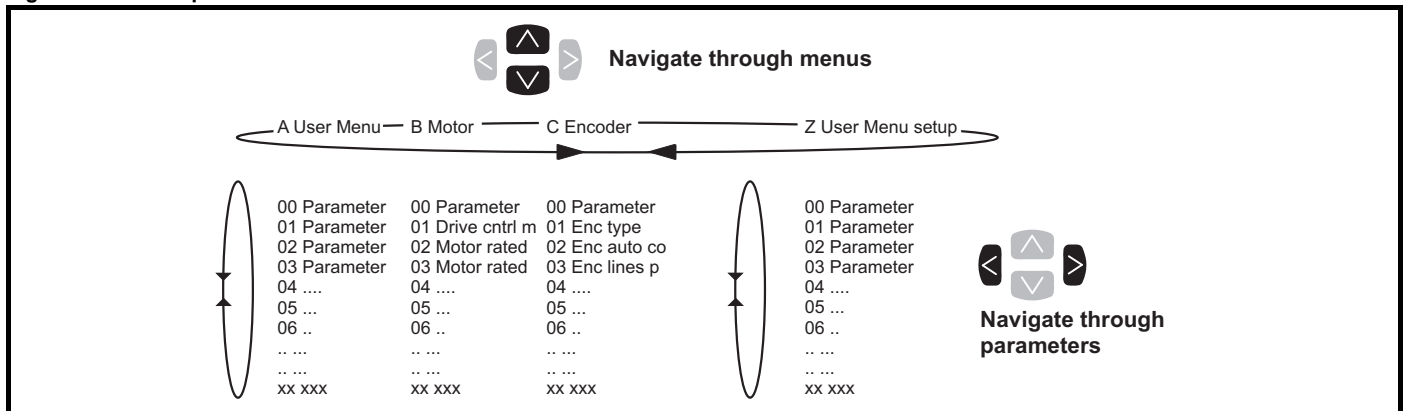 Navigate through menus
A User Menu B Motor C Encoder Z User Menu setup
00 Parameter 00 Parameter 00 Parameter 00 Parameter
01 Parameter 01 Drive cntrl m 01 Enc type 01 Parameter
02 Parameter 02 Motor rated 02 Enc auto co 02 Parameter
03 Parameter 03 Motor rated 03 Enc lines p 03 Parameter
04 .... 04 .... 04 .... 04 ....
05 ... 05 ... 05 ... 05 ...
06 .. 06 .. 06 .. 06 ..
.. ... .. ... .. ... .. ...
.. ... .. ... .. ... .. ...
xx xxx xx xxx xx xxx xx xxx
Navigate through
parameters